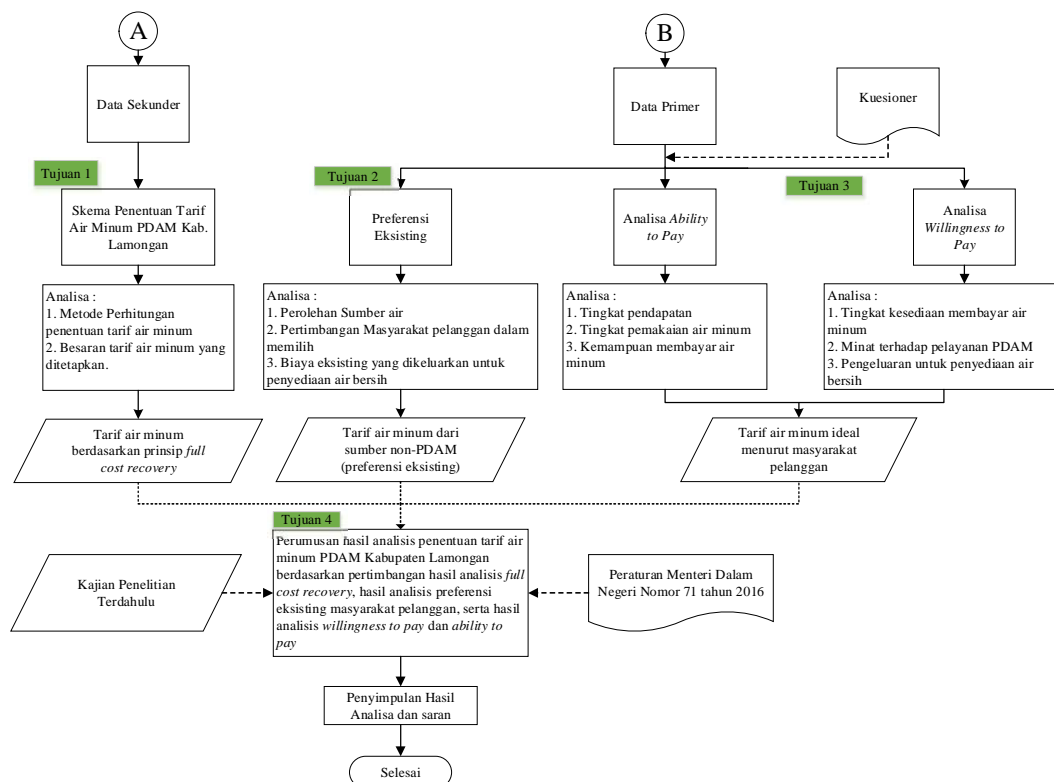 A
B
Data Sekunder
Data Primer
Kuesioner
Tujuan 1
Tujuan 2
Tujuan 3
Skema Penentuan Tarif
Air Minum PDAM Kab.
Lamongan
Preferensi
Eksisting
Analisa Ability
to Pay
Analisa
Willingness to
Pay
Analisa :
1. Metode Perhitungan
penentuan tarif air minum
2. Besaran tarif air minum yang
ditetapkan.
Analisa :
1. Perolehan Sumber air
2. Pertimbangan Masyarakat pelanggan dalam
memilih
3. Biaya eksisting yang dikeluarkan untuk
penyediaan air bersih
Analisa :
1. Tingkat pendapatan
2. Tingkat pemakaian air minum
3. Kemampuan membayar air
minum
Analisa :
1. Tingkat kesediaan membayar air
minum
2. Minat terhadap pelayanan PDAM
3. Pengeluaran untuk penyediaan air
bersih
Tarif air minum
berdasarkan prinsip full
cost recovery
Tarif air minum dari
sumber non-PDAM
(preferensi eksisting)
Tarif air minum ideal
menurut masyarakat
pelanggan
Tujuan 4
Perumusan hasil analisis penentuan tarif air
minum PDAM Kabupaten Lamongan
berdasarkan pertimbangan hasil analisis full
cost recovery, hasil analisis preferensi
eksisting masyarakat pelanggan, serta hasil
analisis willingness to pay dan ability to
pay
Kajian Penelitian
Terdahulu
Peraturan Menteri Dalam
Negeri Nomor 71 tahun 2016
Penyimpulan Hasil
Analisa dan saran
Selesai